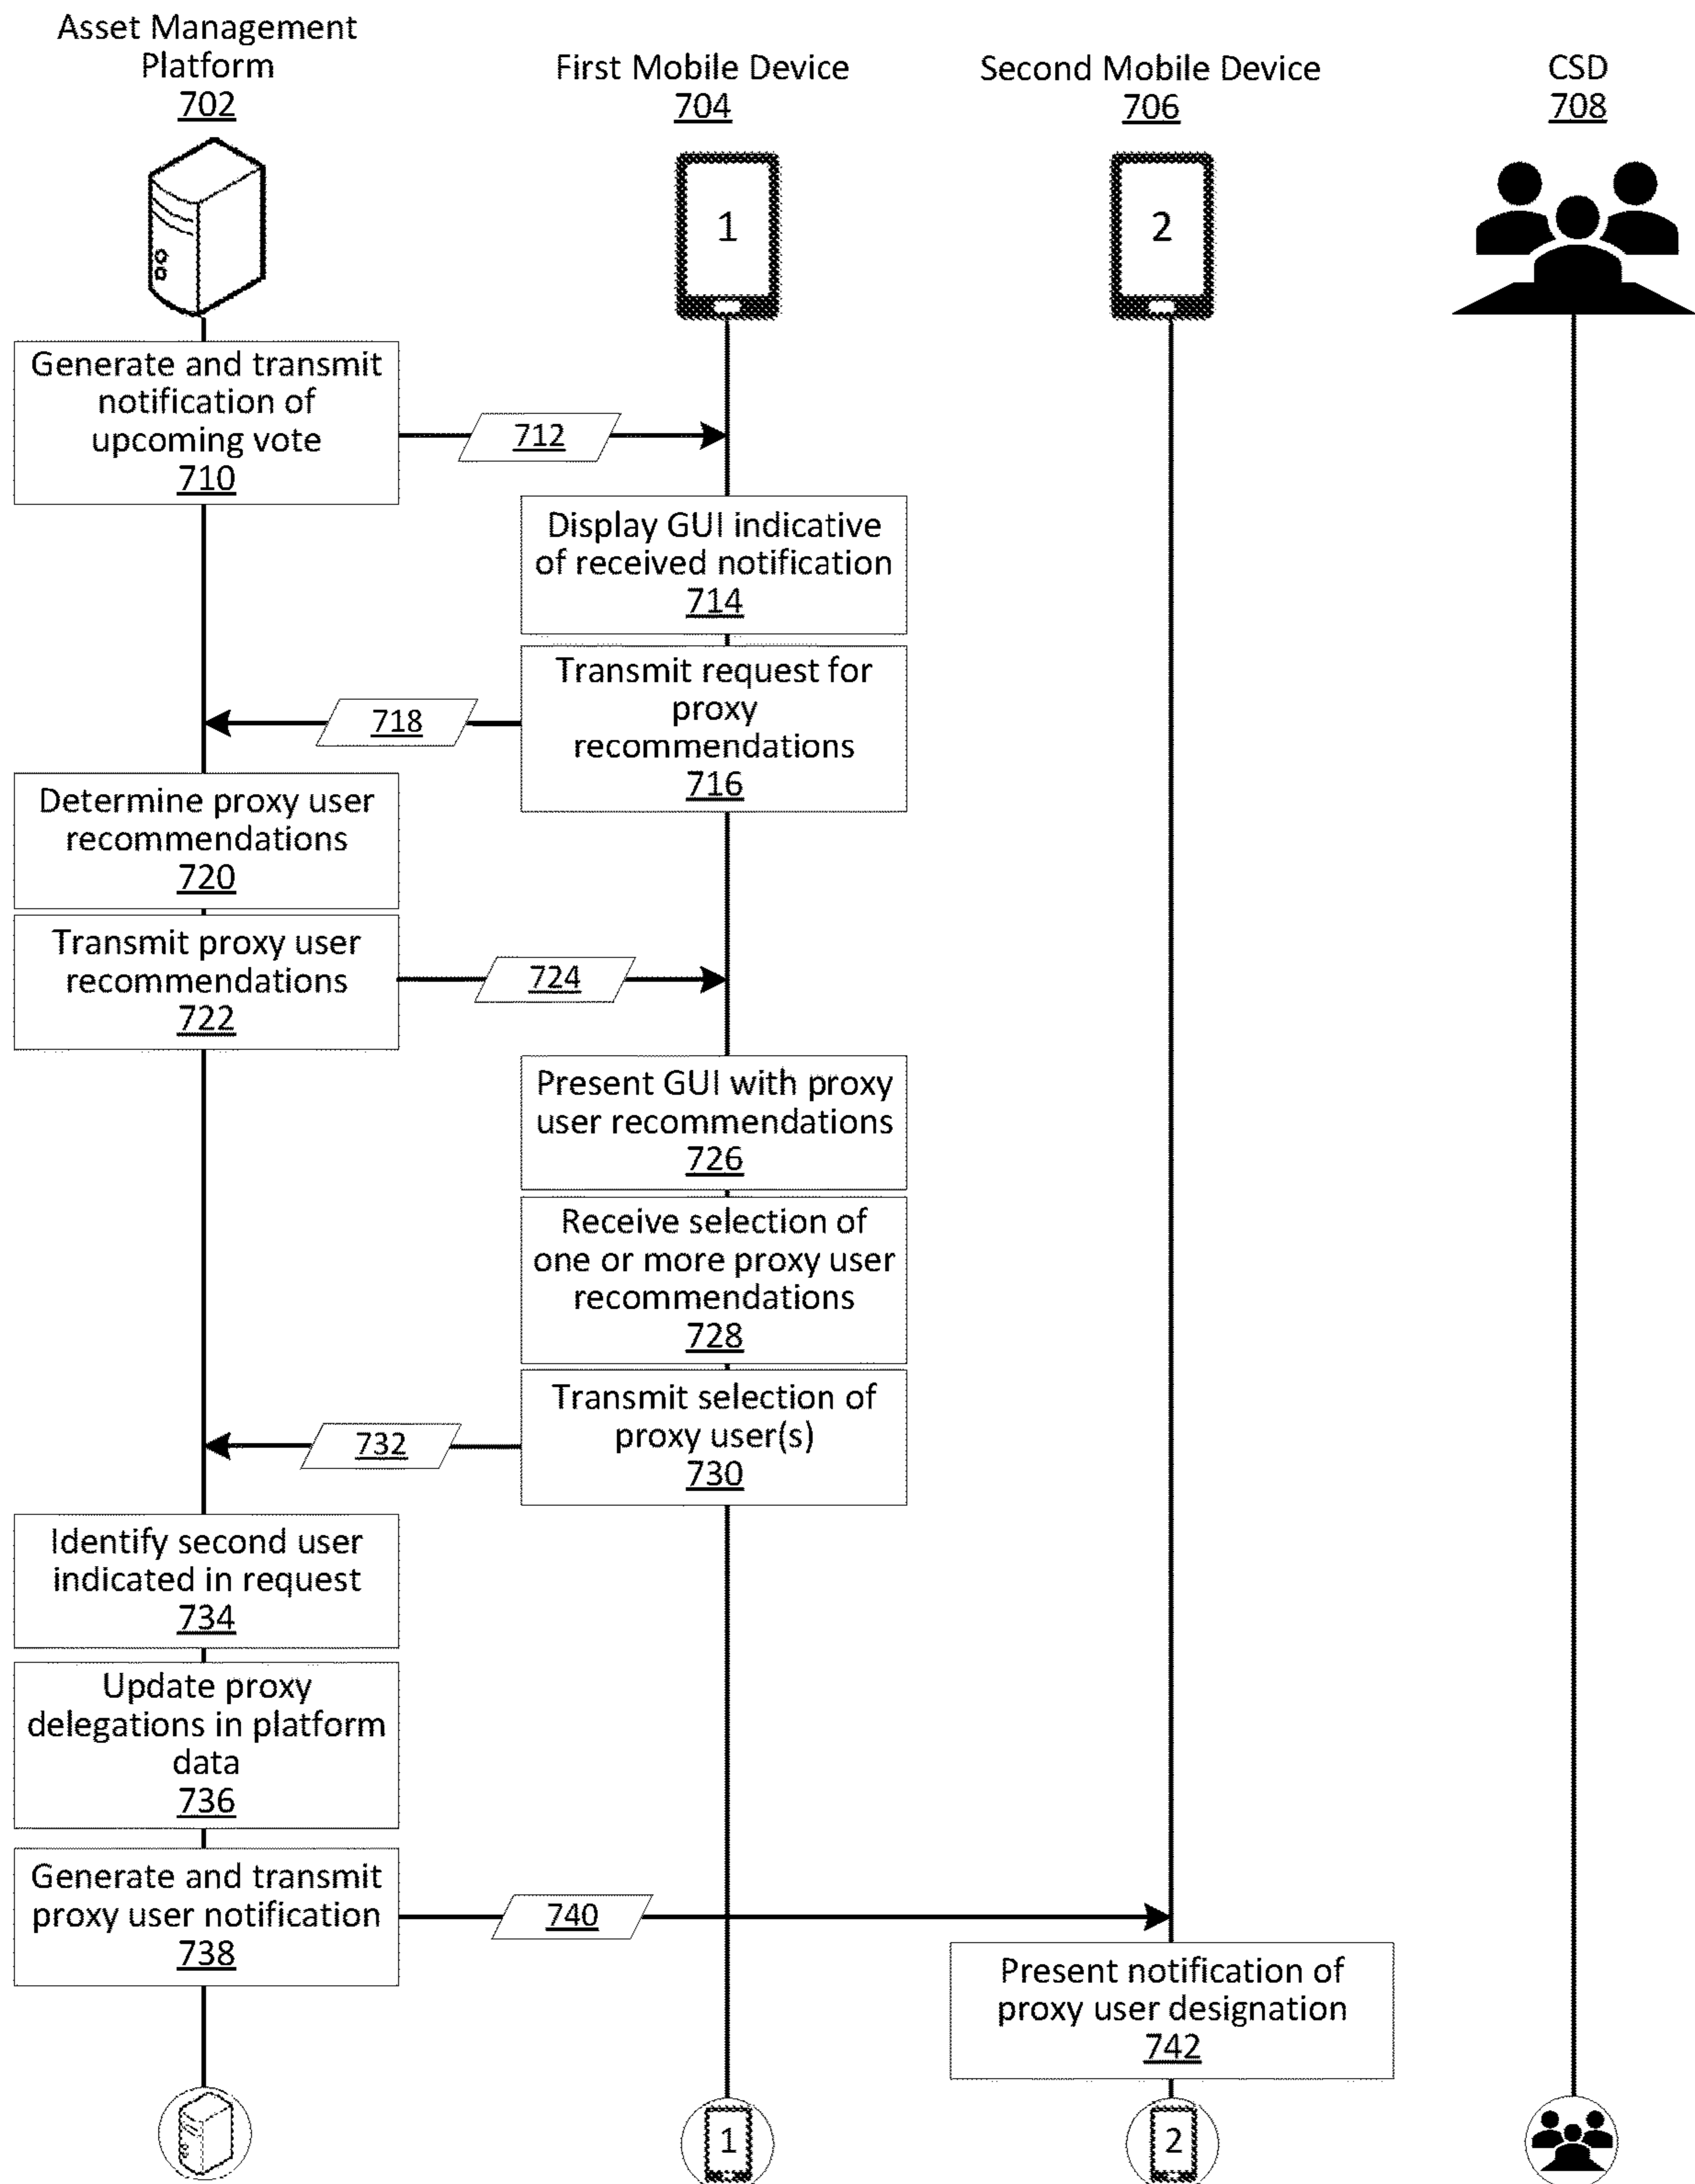 Asset Management
Platform
702
First Mobile Device
704
Second Mobile Device
706
CSD
708
1
2
Generate and transmit
notification of
upcoming vote
710
712
Display GUI indicative
of received notification
714
Transmit request for
proxy
recommendations
716
718
Determine proxy user
recommendations
720
Transmit proxy user
recommendations
722
724
Present GUI with proxy
user recommendations
726
Receive selection of
one or more proxy user
recommendations
728
Transmit selection of
proxy user(s)
730
732
Identify second user
indicated in request
734
Update proxy
delegations in platform
data
736
Generate and transmit
proxy user notification
738
740
Present notification of
proxy user designation
742
1
2